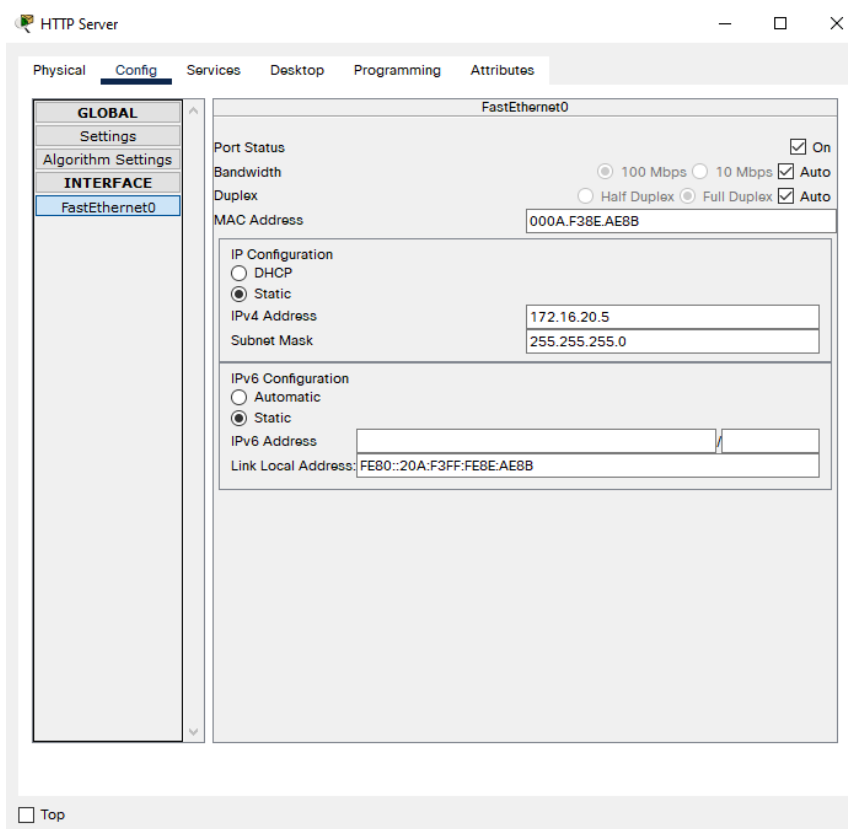 HTTP Server
Physical Config Services Desktop Programming Attributes
GLOBAL
Settings
Algorithm Settings
INTERFACE
FastEthernet0
FastEthernet0
Port Status On
Bandwidth 100 Mbps 10 Mbps Auto
Duplex Half Duplex Full Duplex Auto
MAC Address 000A.F38E.AE8B
IP Configuration
DHCP
Static
IPv4 Address 172.16.20.5
Subnet Mask 255.255.255.0
IPv6 Configuration
Automatic
Static
IPv6 Address /
Link Local Address: FE80::20A:F3FF:FE8E:AE8B
Top